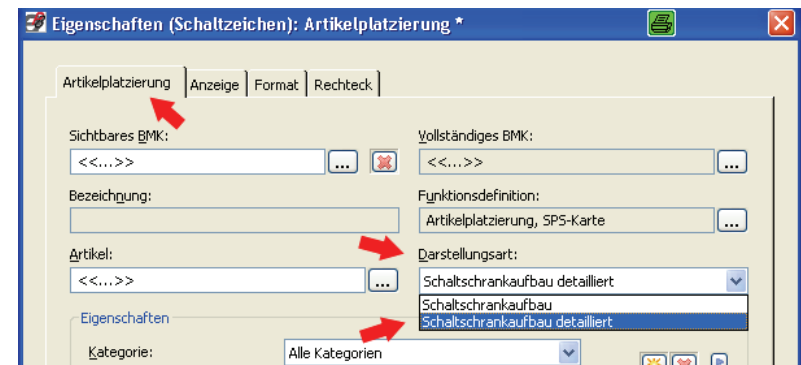 Eigenschaften (Schaltzeichen): Artikelplatzierung *
Artikelplatzierung Anzeige Format Rechteck
Sichtbares BMK: Vollständiges BMK:
<<...>> ... <<...>> ...
Bezeichnung: Funktionsdefinition:
Artikelplatzierung, SPS-Karte ...
Artikel: Darstellungsart:
<<...>> ... Schaltschrankaufbau detailliert
Schaltschrankaufbau
Schaltschrankaufbau detailliert
Eigenschaften
Kategorie: Alle Kategorien